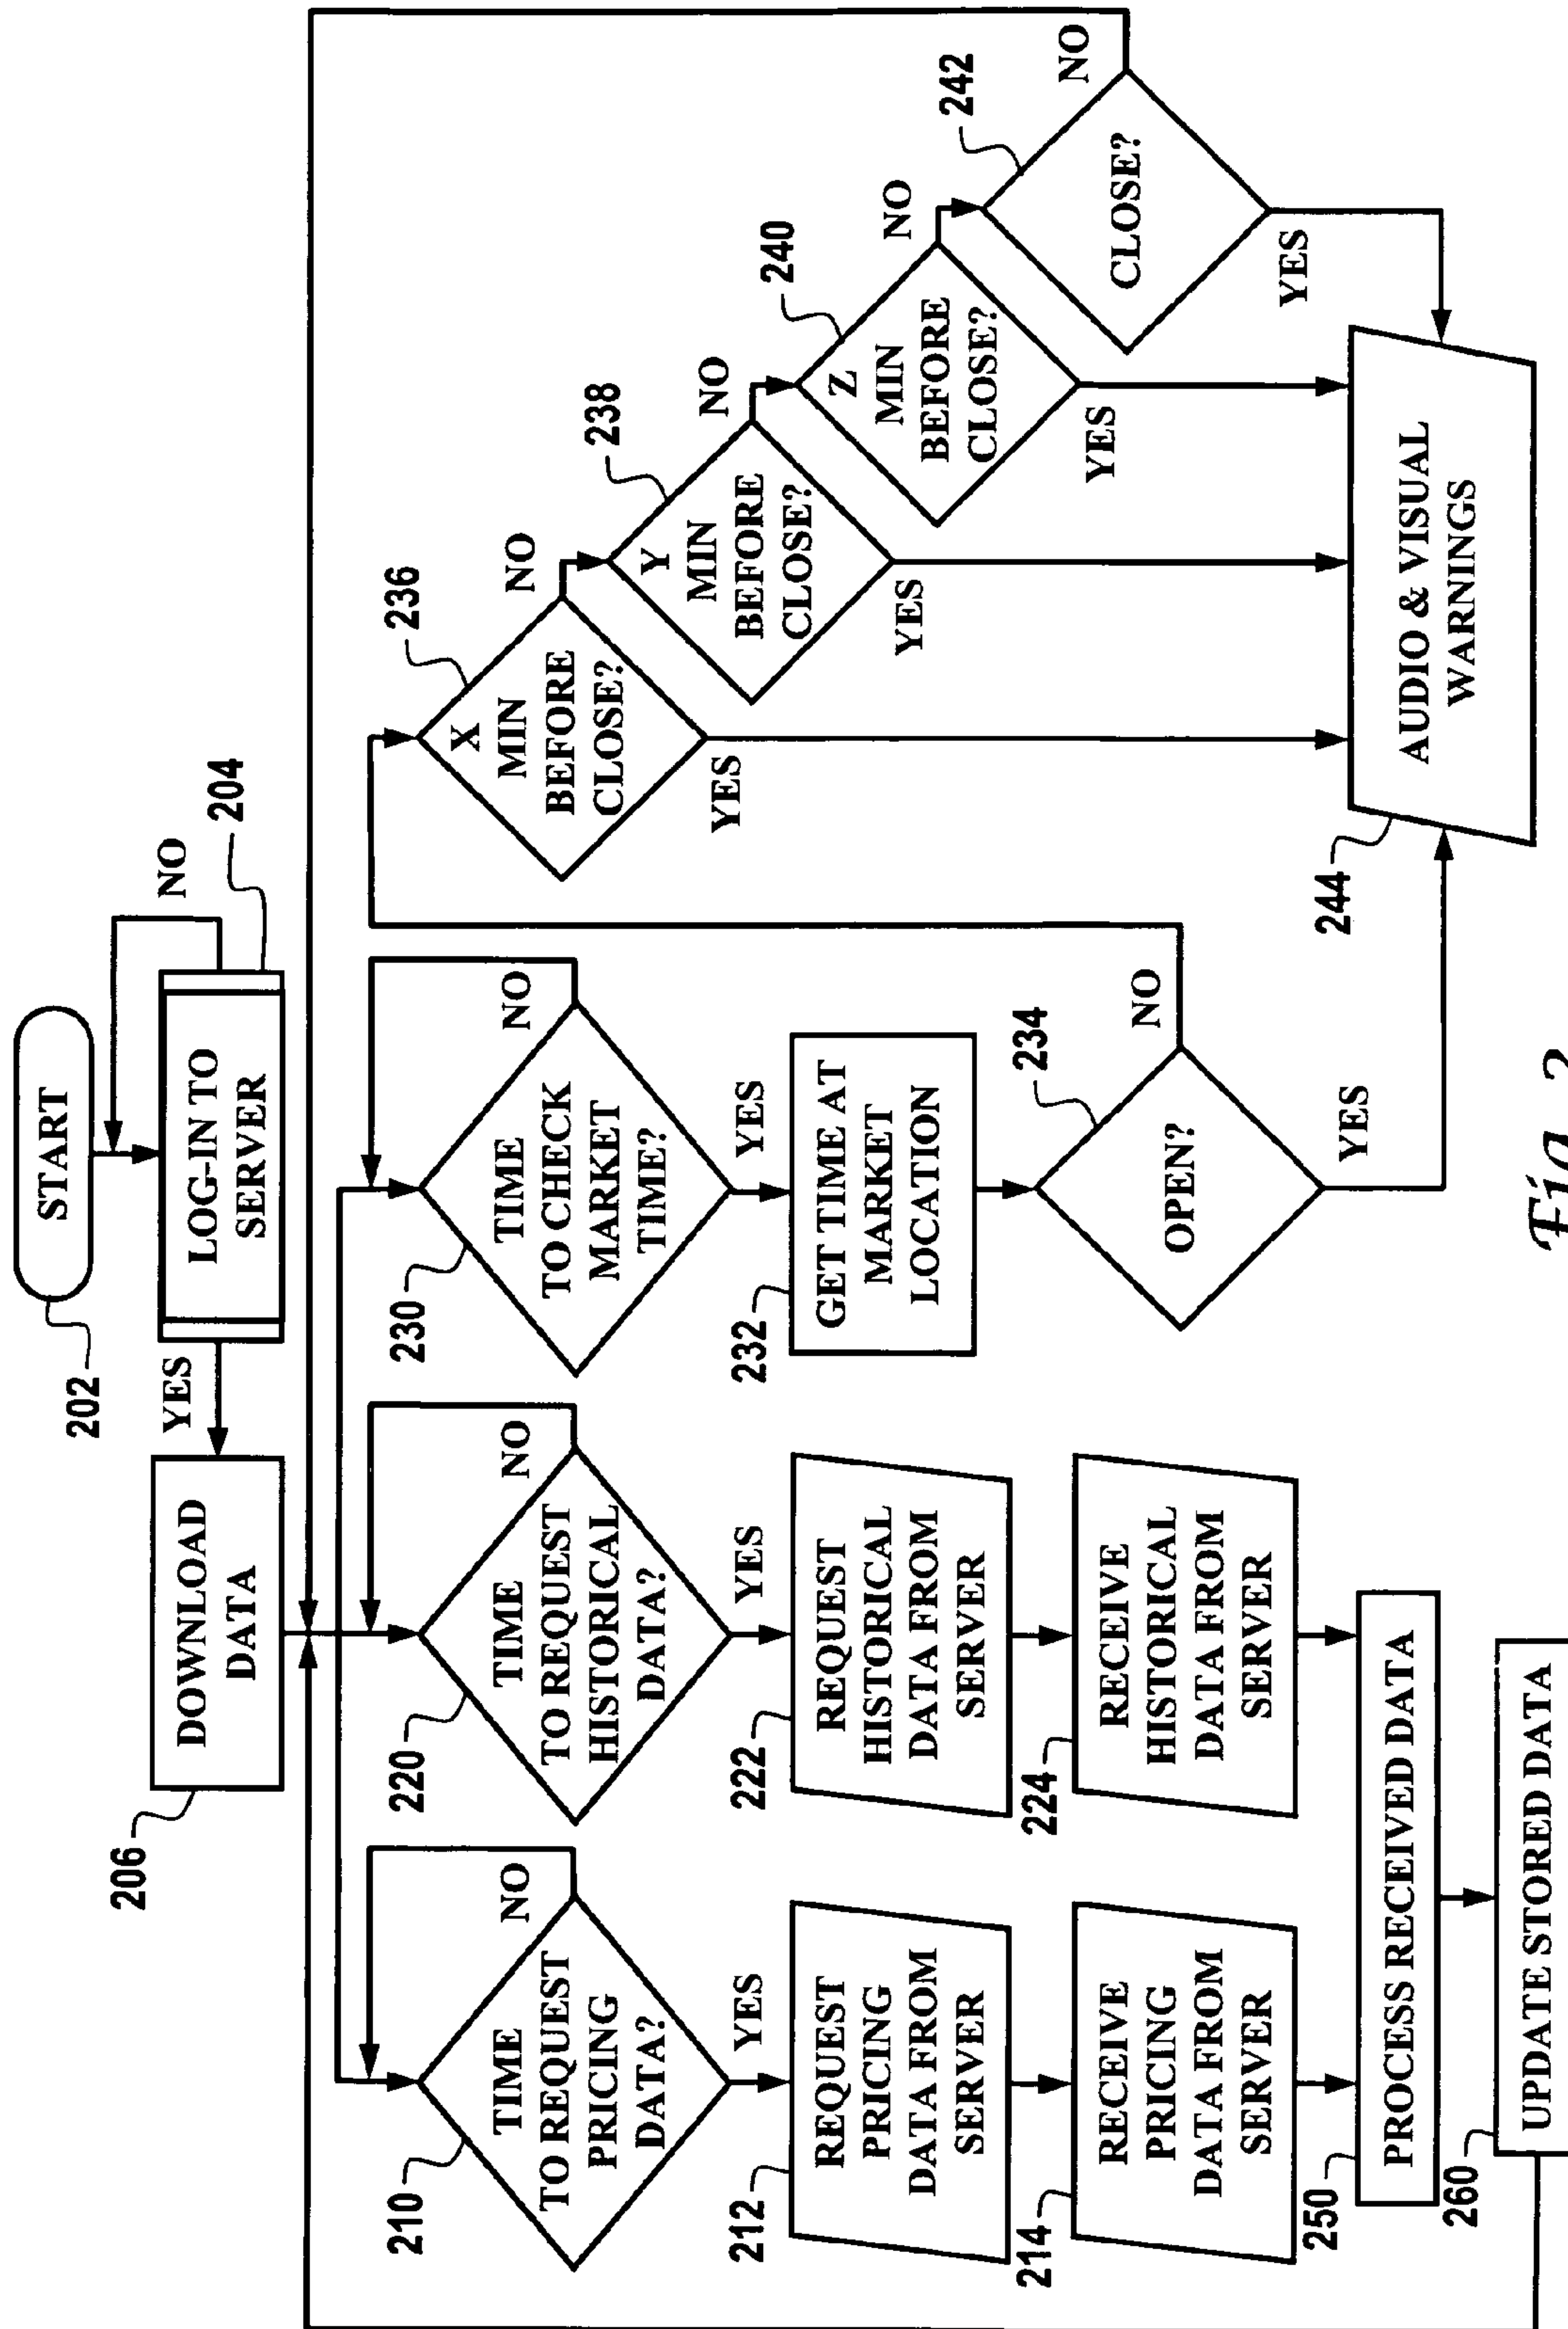 START
202
LOG-IN TO
SERVER
204
NO
YES
DOWNLOAD
DATA
206
TIME
TO REQUEST
PRICING
DATA?
210
NO
YES
REQUEST
PRICING
DATA FROM
SERVER
212
RECEIVE
PRICING
DATA FROM
SERVER
214
TIME
TO REQUEST
HISTORICAL
DATA?
220
NO
YES
REQUEST
HISTORICAL
DATA FROM
SERVER
222
RECEIVE
HISTORICAL
DATA FROM
SERVER
224
PROCESS RECEIVED DATA
250
UPDATE STORED DATA
260
TIME
TO CHECK
MARKET
TIME?
230
NO
YES
GET TIME AT
MARKET
LOCATION
232
OPEN?
234
NO
YES
X
MIN
BEFORE
CLOSE?
236
NO
YES
Y
MIN
BEFORE
CLOSE?
238
NO
YES
Z
MIN
BEFORE
CLOSE?
240
NO
YES
CLOSE?
242
NO
YES
AUDIO & VISUAL
WARNINGS
244